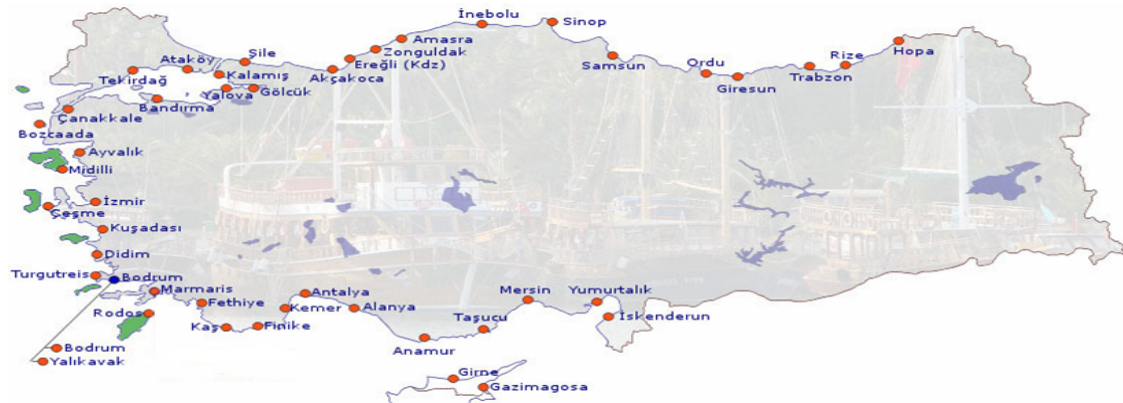 İnebolu
Sinop
Amasra
Zonguldak
Ereğli (Kdz)
Akşakoca
Şile
Ataköy
Kalamış
Tekirdağ
Yalova
Gölcük
Bandırma
Çanakkale
Bozcaada
Samsun
Ordu
Giresun
Trabzon
Rize
Hopa
Ayvalık
Midilli
İzmir
Çeşme
Kuşadası
Didim
Turgutreis
Bodrum
Marmaris
Rodos
Fethiye
Kaş
Finike
Kemer
Antalya
Alanya
Anamur
Taşucu
Mersin
Yumurtalık
İskenderun
Bodrum
Yalıkavak
Girne
Gazimagosa